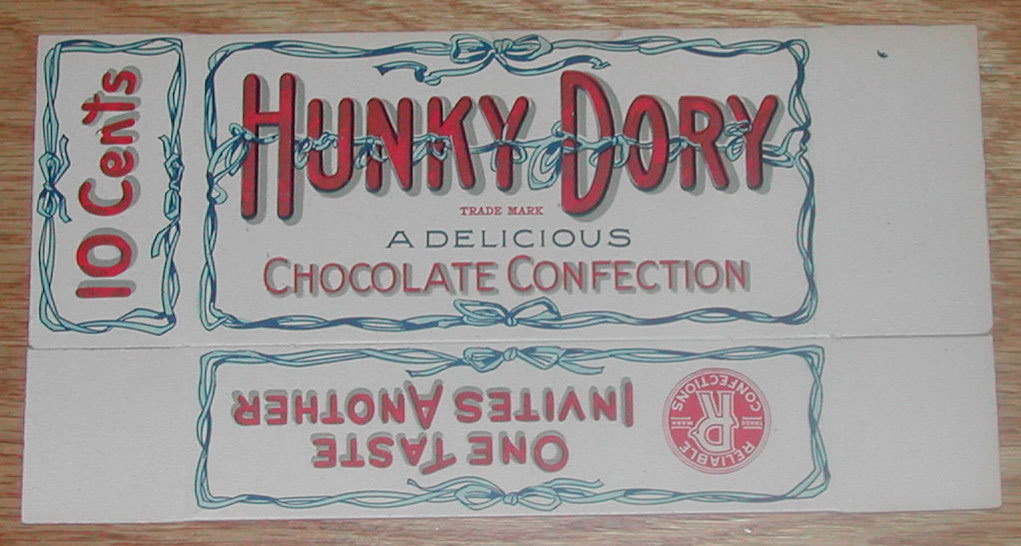 10 Cents
HUNKY DORY
TRADE MARK
A DELICIOUS
CHOCOLATE CONFECTION
ONE TASTE
INVITES ANOTHER
RELIABLE
TRADE MARK
R
CONFECTIONS